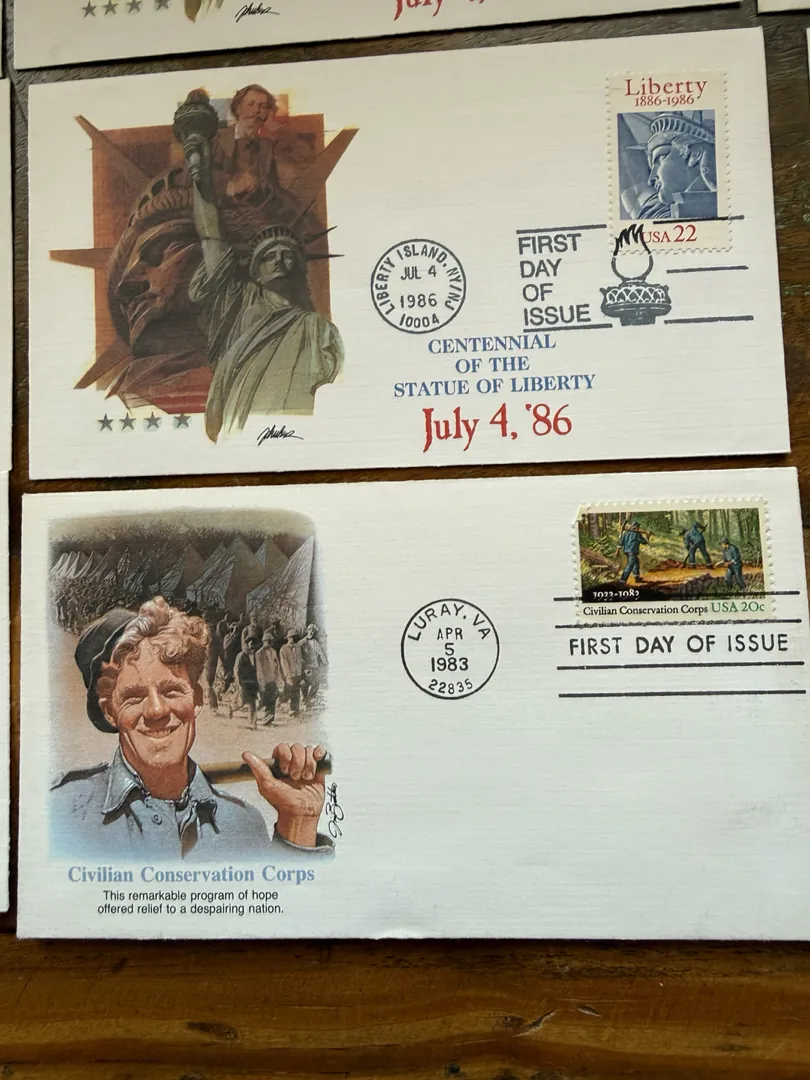 July 4,
Liberty
1886-1986
USA 22
LIBERTY ISLAND, NY/NJ
JUL 4
1986
10004
FIRST
DAY
OF
ISSUE
CENTENNIAL
OF THE
STATUE OF LIBERTY
July 4, '86
1933-1983
Civilian Conservation Corps USA 20c
LURAY, VA
APR
5
1983
22835
FIRST DAY OF ISSUE
Civilian Conservation Corps
This remarkable program of hope
offered relief to a despairing nation.